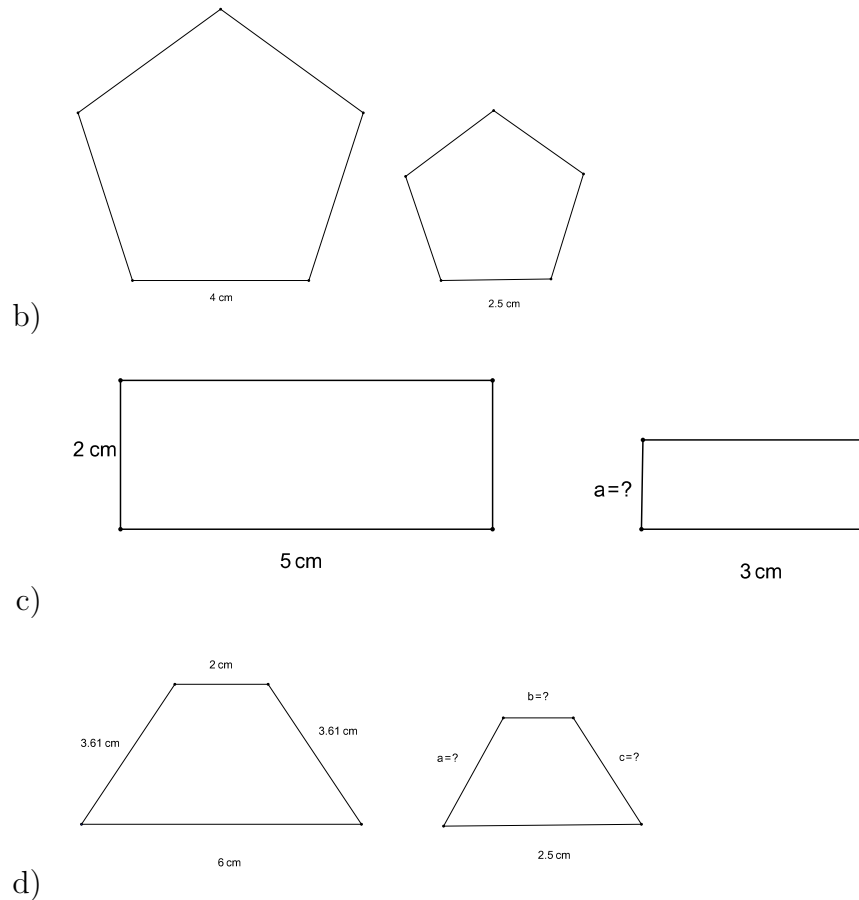 4 cm
2.5 cm
b)
2 cm
a=?
5 cm
3 cm
c)
2 cm
b=?
3.61 cm
3.61 cm
a=?
c=?
6 cm
2.5 cm
d)